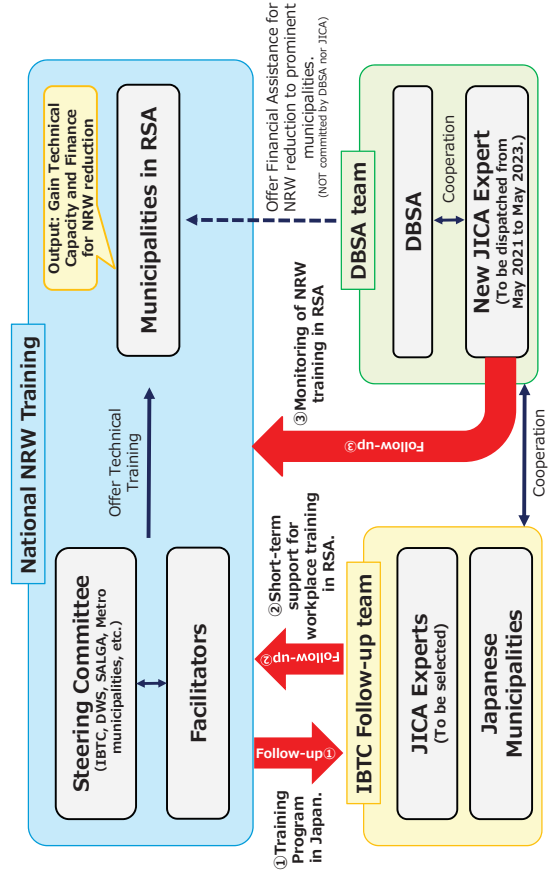 National NRW Training
Steering Committee
(IBTC, DWS, SALGA, Metro
municipalities, etc.)
Facilitators
Offer Technical
Training
Output: Gain Technical
Capacity and Finance
for NRW reduction
Municipalities in RSA
①Training
Program
in Japan.
Follow-up①
②Short-term
support for
workplace training
in RSA.
Follow-up②
③Monitoring of NRW
training in RSA
Follow-up③
Offer Financial Assistance for
NRW reduction to prominent
municipalities.
(NOT committed by DBSA nor JICA)
IBTC Follow-up team
JICA Experts
(To be selected)
Japanese
Municipalities
Cooperation
DBSA team
DBSA
Cooperation
New JICA Expert
(To be dispatched from
May 2021 to May 2023.)